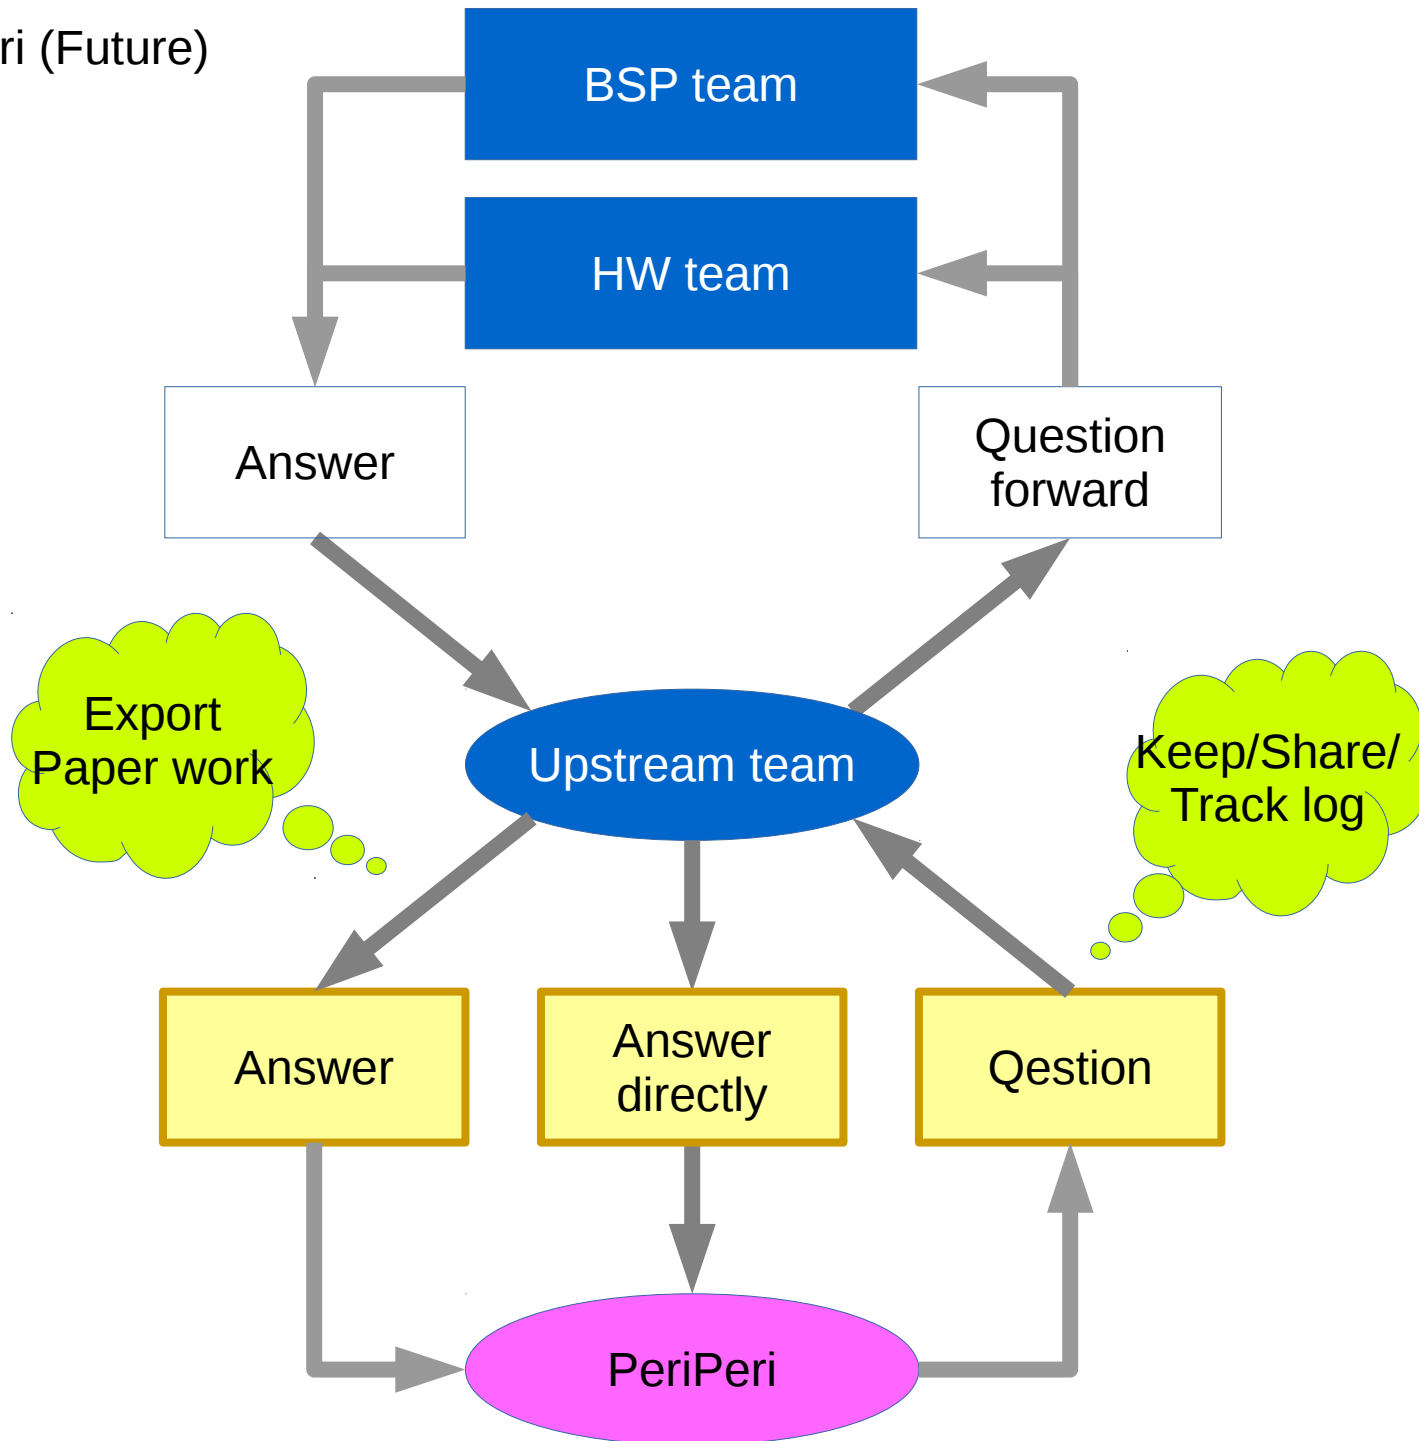 ri (Future)
BSP team
HW team
Answer
Question
forward
Export
Paper work
Upstream team
Keep/Share/
Track log
Answer
Answer
directly
Qestion
PeriPeri